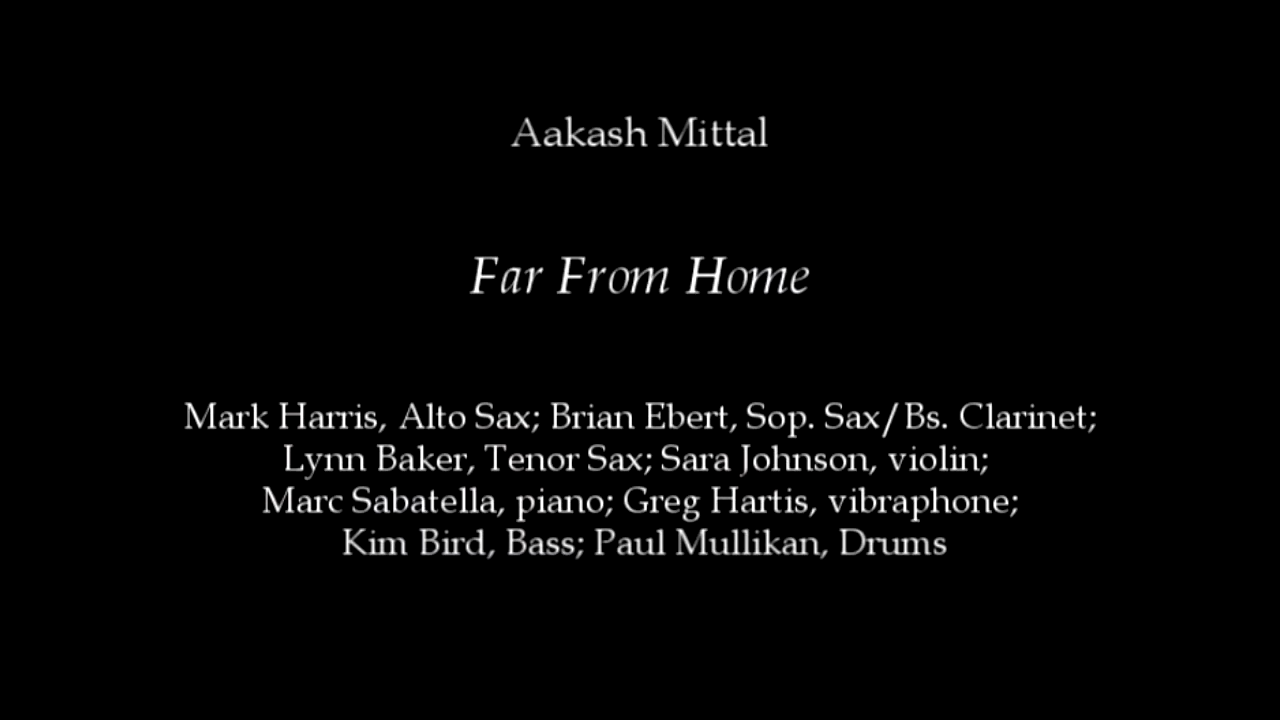 Aakash Mittal
Far From Home
Mark Harris, Alto Sax; Brian Ebert, Sop. Sax/Bs. Clarinet;
Lynn Baker, Tenor Sax; Sara Johnson, violin;
Marc Sabatella, piano; Greg Hartis, vibraphone;
Kim Bird, Bass; Paul Mullikan, Drums